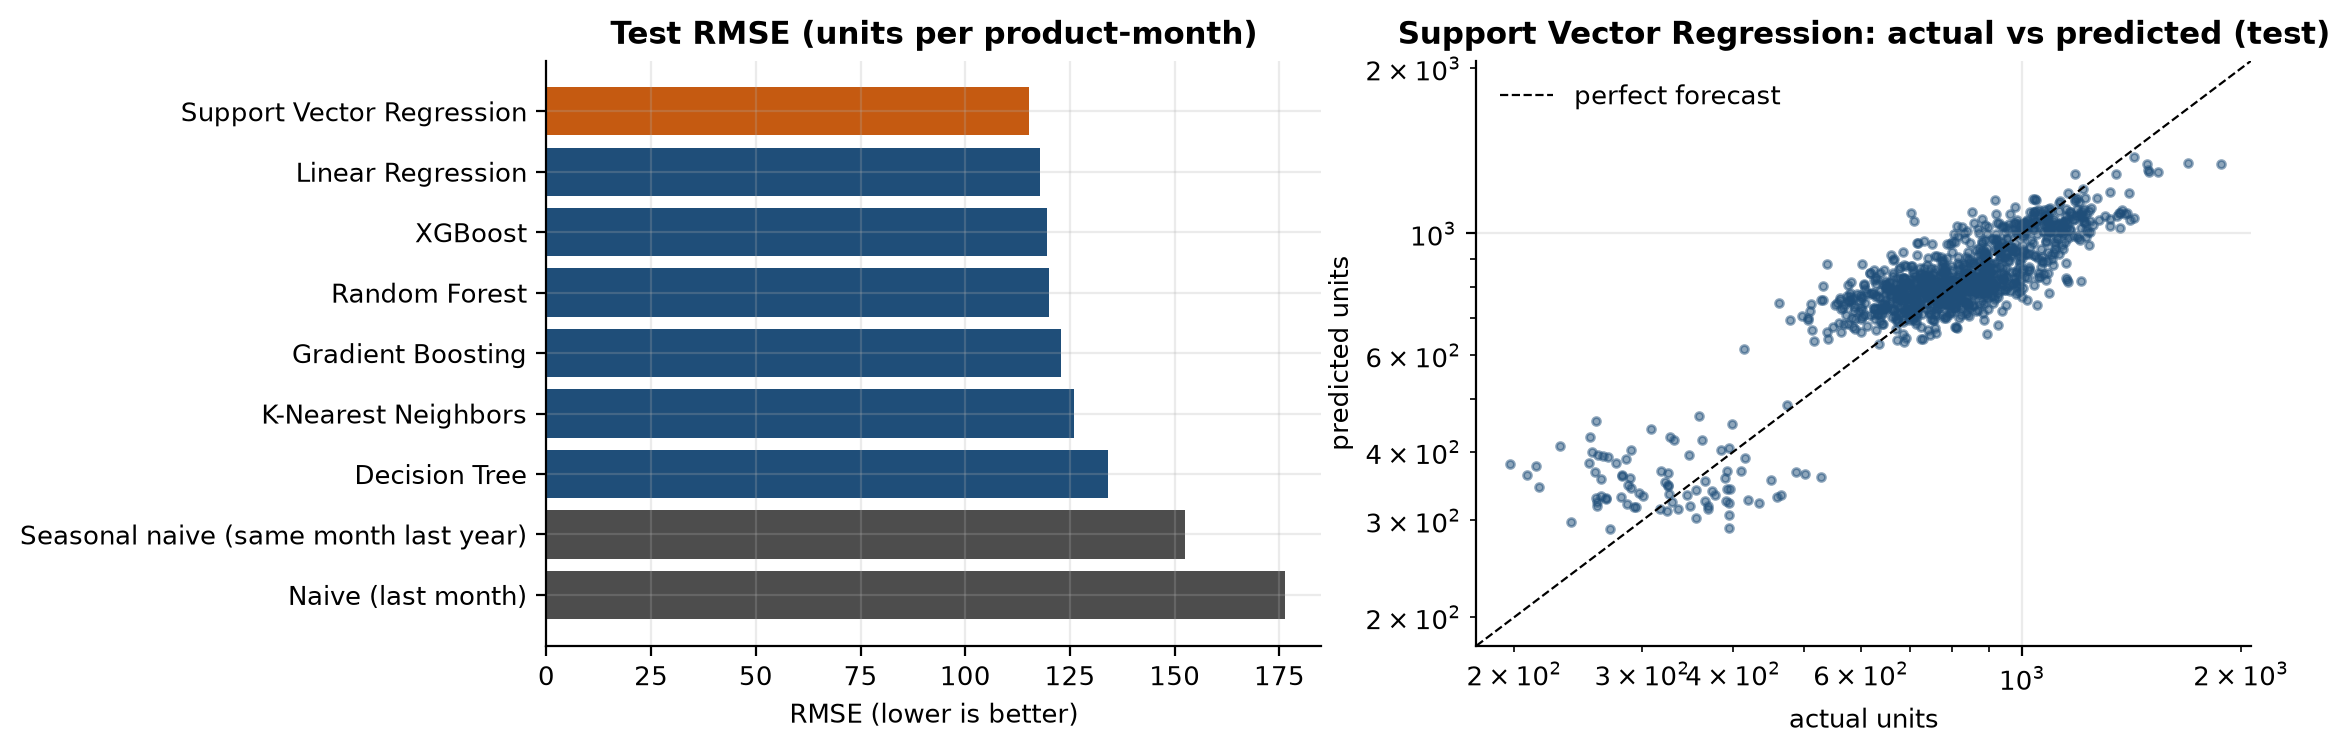 Test RMSE (units per product-month)
Support Vector Regression
Linear Regression
XGBoost
Random Forest
Gradient Boosting
K-Nearest Neighbors
Decision Tree
Seasonal naive (same month last year)
Naive (last month)
0 25 50 75 100 125 150 175
RMSE (lower is better)
Support Vector Regression: actual vs predicted (test)
perfect forecast
predicted units
2 × 10³
10³
6 × 10²
4 × 10²
3 × 10²
2 × 10²
2 × 10² 3 × 10² 4 × 10² 6 × 10² 10³ 2 × 10³
actual units